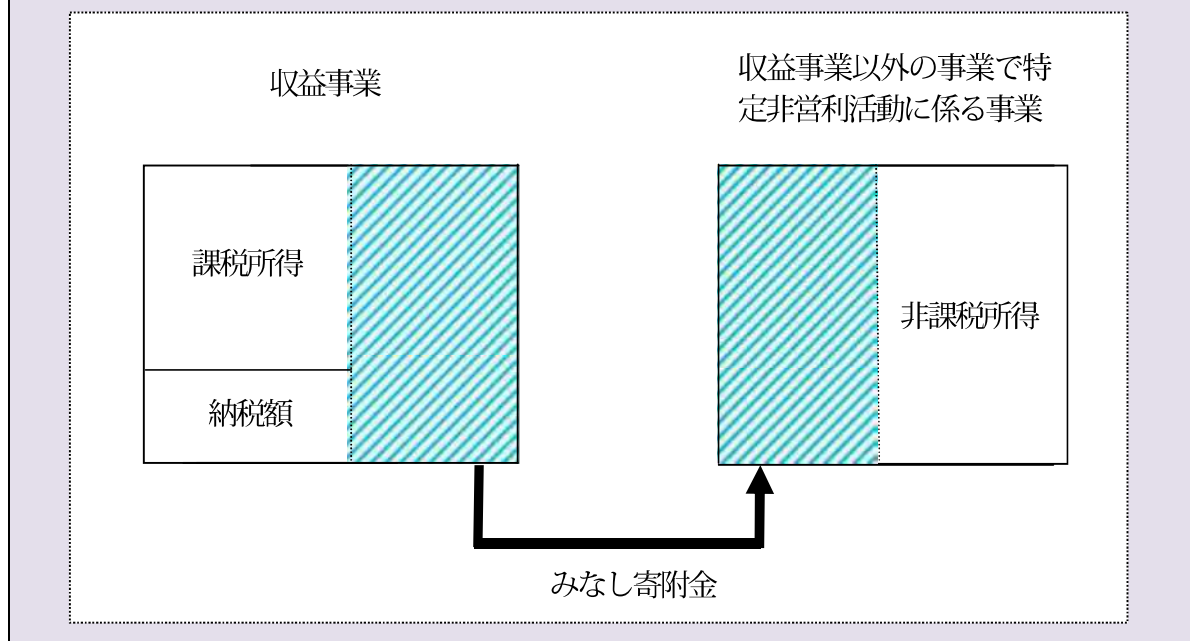 収益事業
収益事業以外の事業で特
定非営利活動に係る事業
課税所得
納税額
非課税所得
みなし寄附金